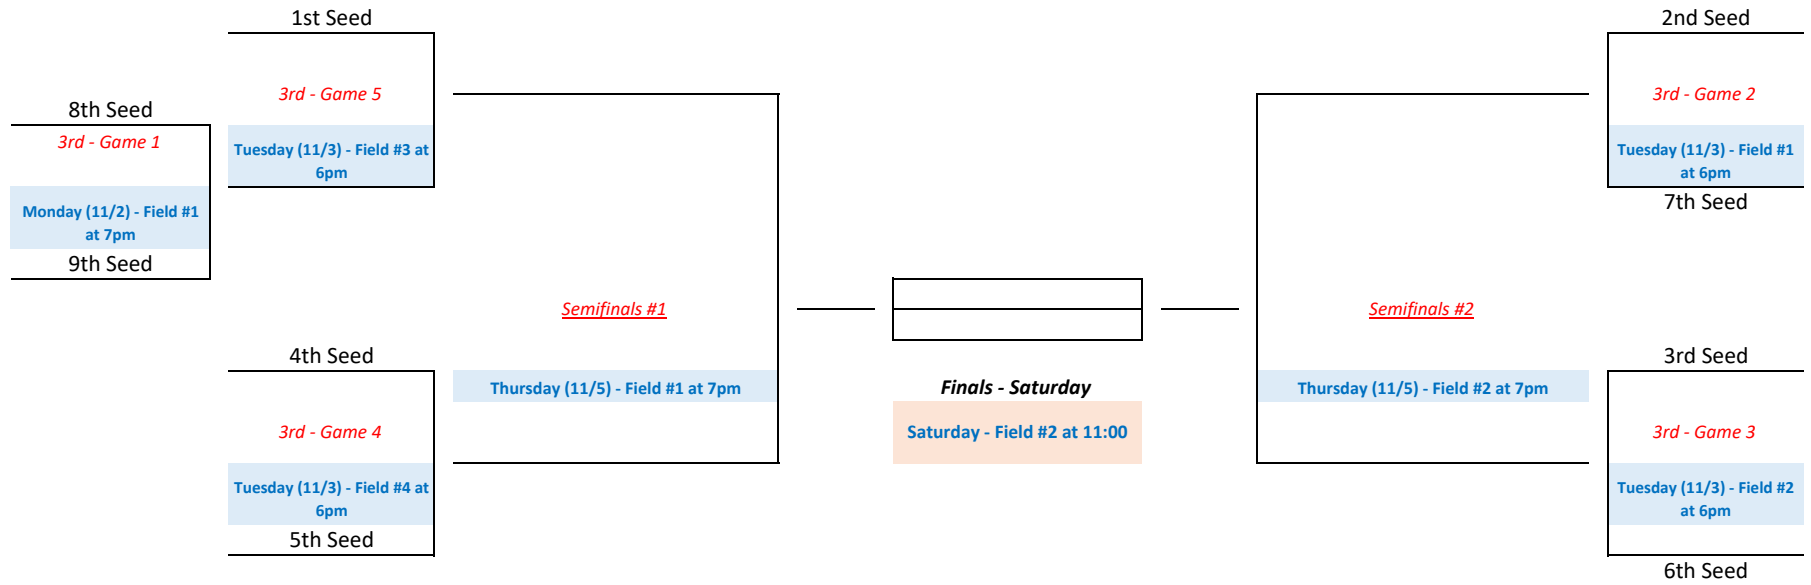 1st Seed
2nd Seed
3rd - Game 5
3rd - Game 2
8th Seed
3rd - Game 1
Tuesday (11/3) - Field #3 at
6pm
Tuesday (11/3) - Field #1
at 6pm
7th Seed
Monday (11/2) - Field #1
at 7pm
9th Seed
Semifinals #1
Semifinals #2
4th Seed
3rd Seed
Thursday (11/5) - Field #1 at 7pm
Finals - Saturday
Thursday (11/5) - Field #2 at 7pm
3rd - Game 4
Saturday - Field #2 at 11:00
3rd - Game 3
Tuesday (11/3) - Field #4 at
6pm
Tuesday (11/3) - Field #2
at 6pm
5th Seed
6th Seed